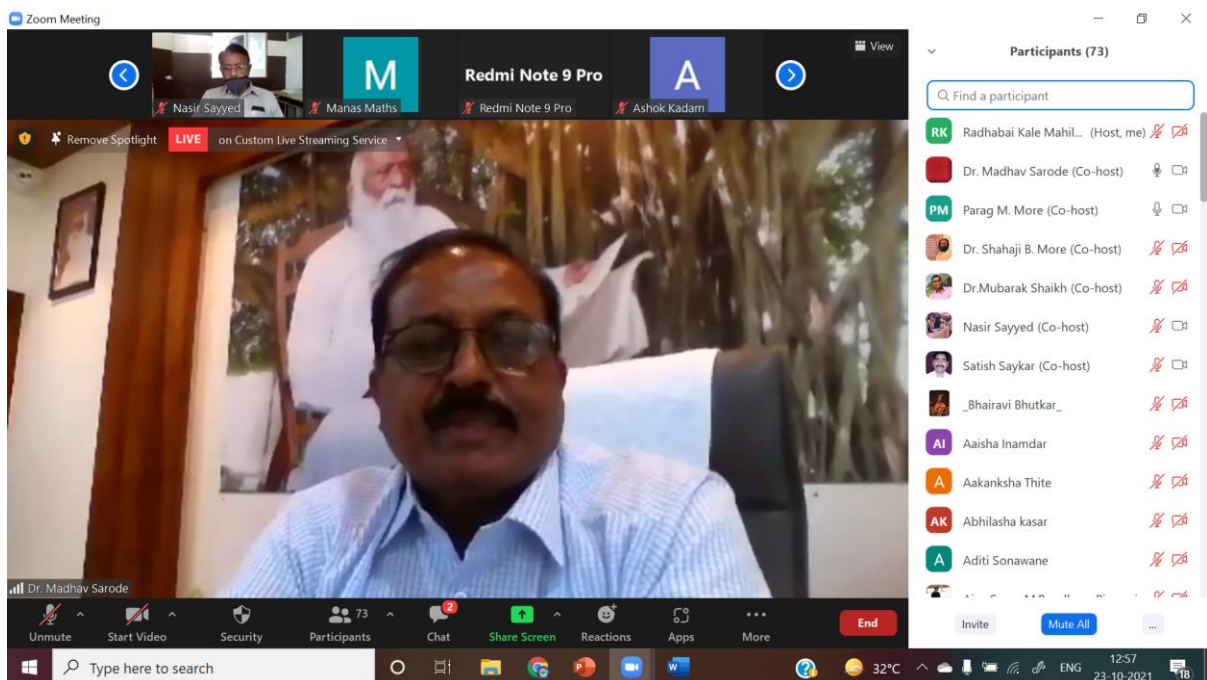 Zoom Meeting
View
M
Redmi Note 9 Pro
A
Nasir Sayyed
Manas Maths
Redmi Note 9 Pro
Ashok Kadam
Remove Spotlight
LIVE
on Custom Live Streaming Service
Dr. Madhav Sarode
Participants (73)
Find a participant
RK Radhabai Kale Mahil... (Host, me)
Dr. Madhav Sarode (Co-host)
PM Parag M. More (Co-host)
Dr. Shahaji B. More (Co-host)
Dr.Mubarak Shaikh (Co-host)
Nasir Sayyed (Co-host)
Satish Saykar (Co-host)
_Bhairavi Bhutkar_
AI Aaisha Inamdar
A Aakanksha Thite
AK Abhilasha kasar
A Aditi Sonawane
Invite
Mute All
...
Unmute
Start Video
Security
73
Participants
2
Chat
Share Screen
Reactions
Apps
More
End
Type here to search
32°C
ENG
12:57
23-10-2021
18